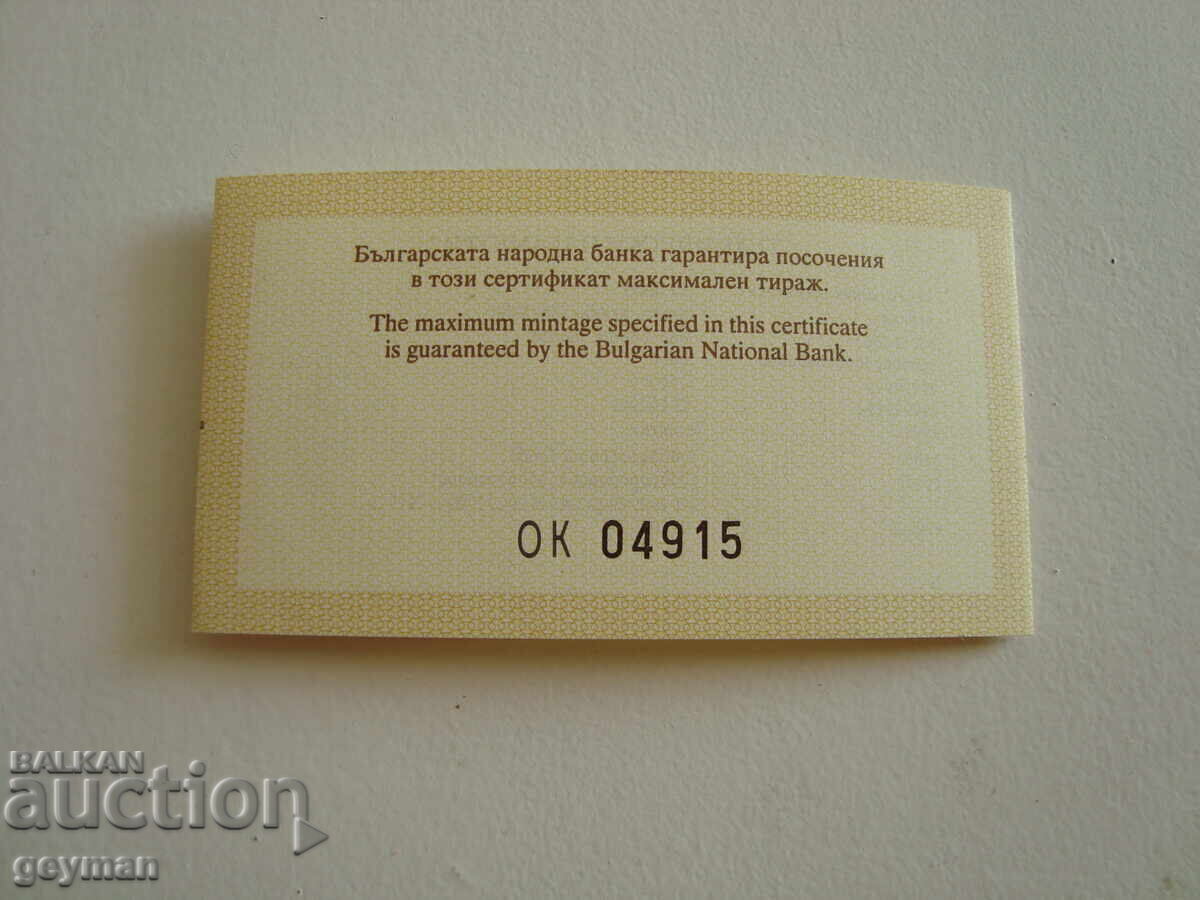 Българската народна банка гарантира посочения
в този сертификат максимален тираж.
The maximum mintage specified in this certificate
is guaranteed by the Bulgarian National Bank.
ОК 04915
BALKAN
auction
geyman